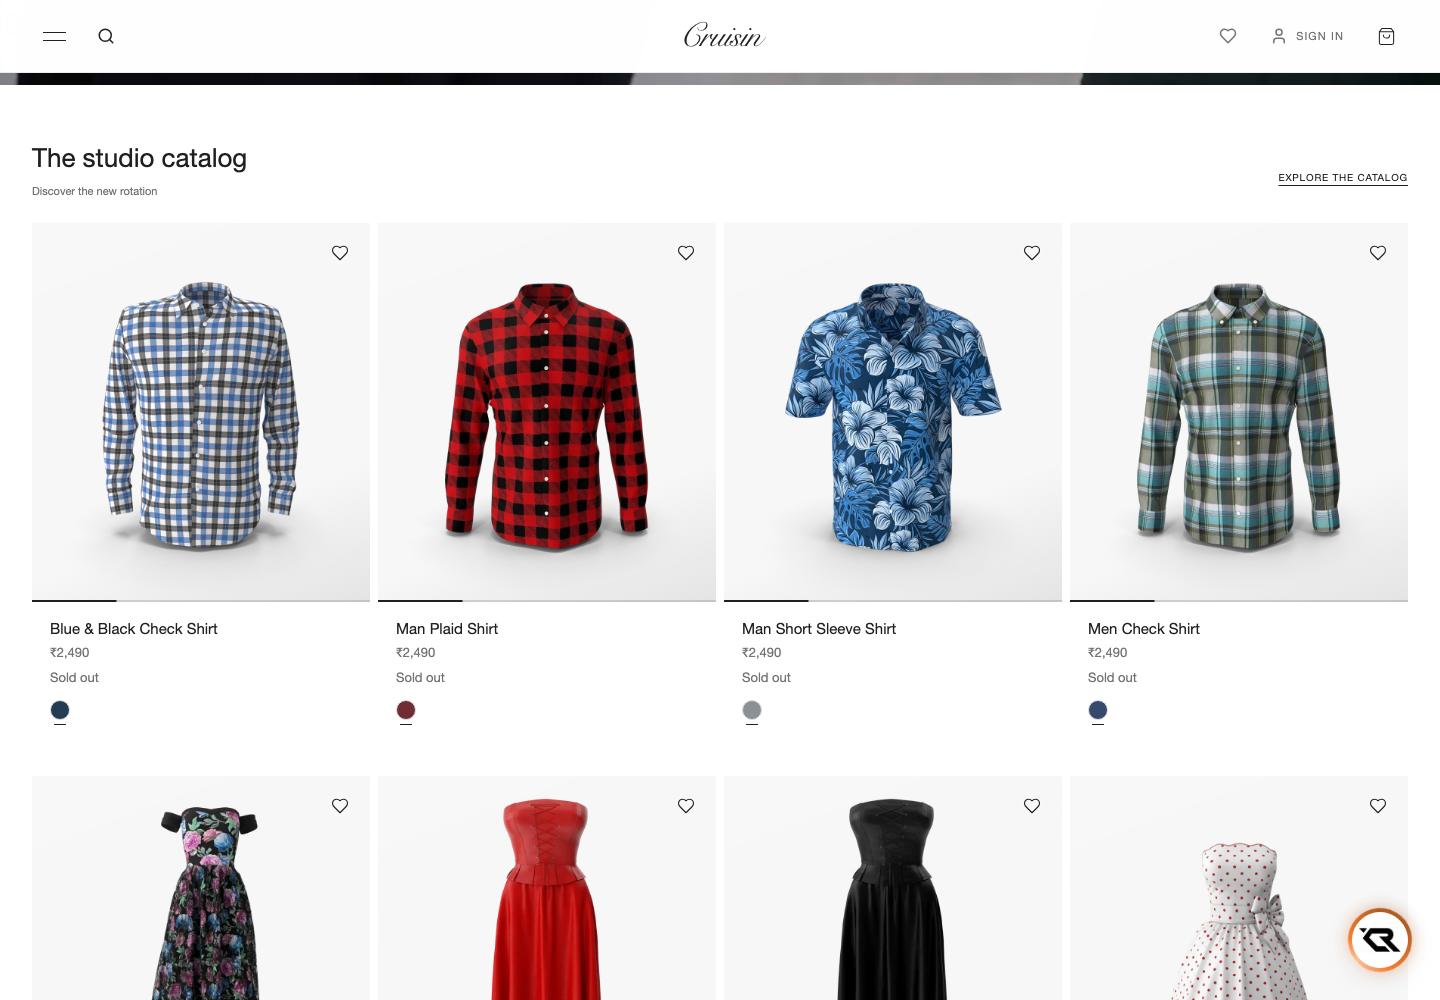 Cruisin
SIGN IN
The studio catalog
Discover the new rotation
EXPLORE THE CATALOG
Blue & Black Check Shirt
₹2,490
Sold out
Man Plaid Shirt
₹2,490
Sold out
Man Short Sleeve Shirt
₹2,490
Sold out
Men Check Shirt
₹2,490
Sold out